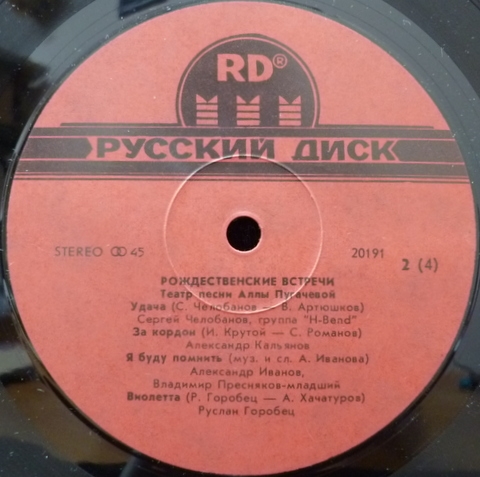 RD®
РУССКИЙ ДИСК
STEREO 45 20191 2 (4)
РОЖДЕСТВЕНСКИЕ ВСТРЕЧИ
Театр песни Аллы Пугачевой
Удача (С. Челобанов — В. Артюшков)
Сергей Челобанов, группа "H-Bend"
За кордон (И. Крутой — С. Романов)
Александр Кальянов
Я буду помнить (муз. и сл. А. Иванова)
Александр Иванов,
Владимир Пресняков-младший
Виолетта (Р. Горобец — А. Хачатуров)
Руслан Горобец